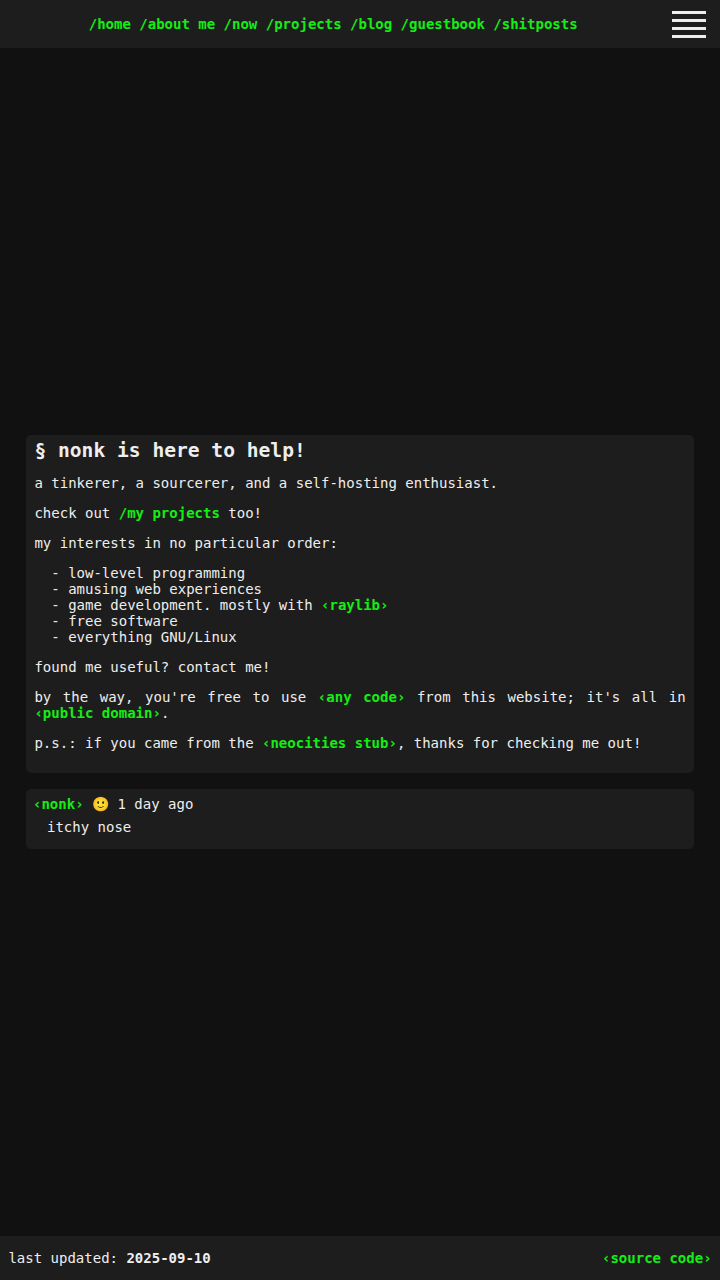 /home /about me /now /projects /blog /guestbook /shitposts
§ nonk is here to help!
a tinkerer, a sourcerer, and a self-hosting enthusiast.
check out /my projects too!
my interests in no particular order:
- low-level programming
- amusing web experiences
- game development. mostly with ‹raylib›
- free software
- everything GNU/Linux
found me useful? contact me!
by the way, you're free to use ‹any code› from this website; it's all in
‹public domain›.
p.s.: if you came from the ‹neocities stub›, thanks for checking me out!
‹nonk› 🙂 1 day ago
itchy nose
last updated: 2025-09-10
‹source code›